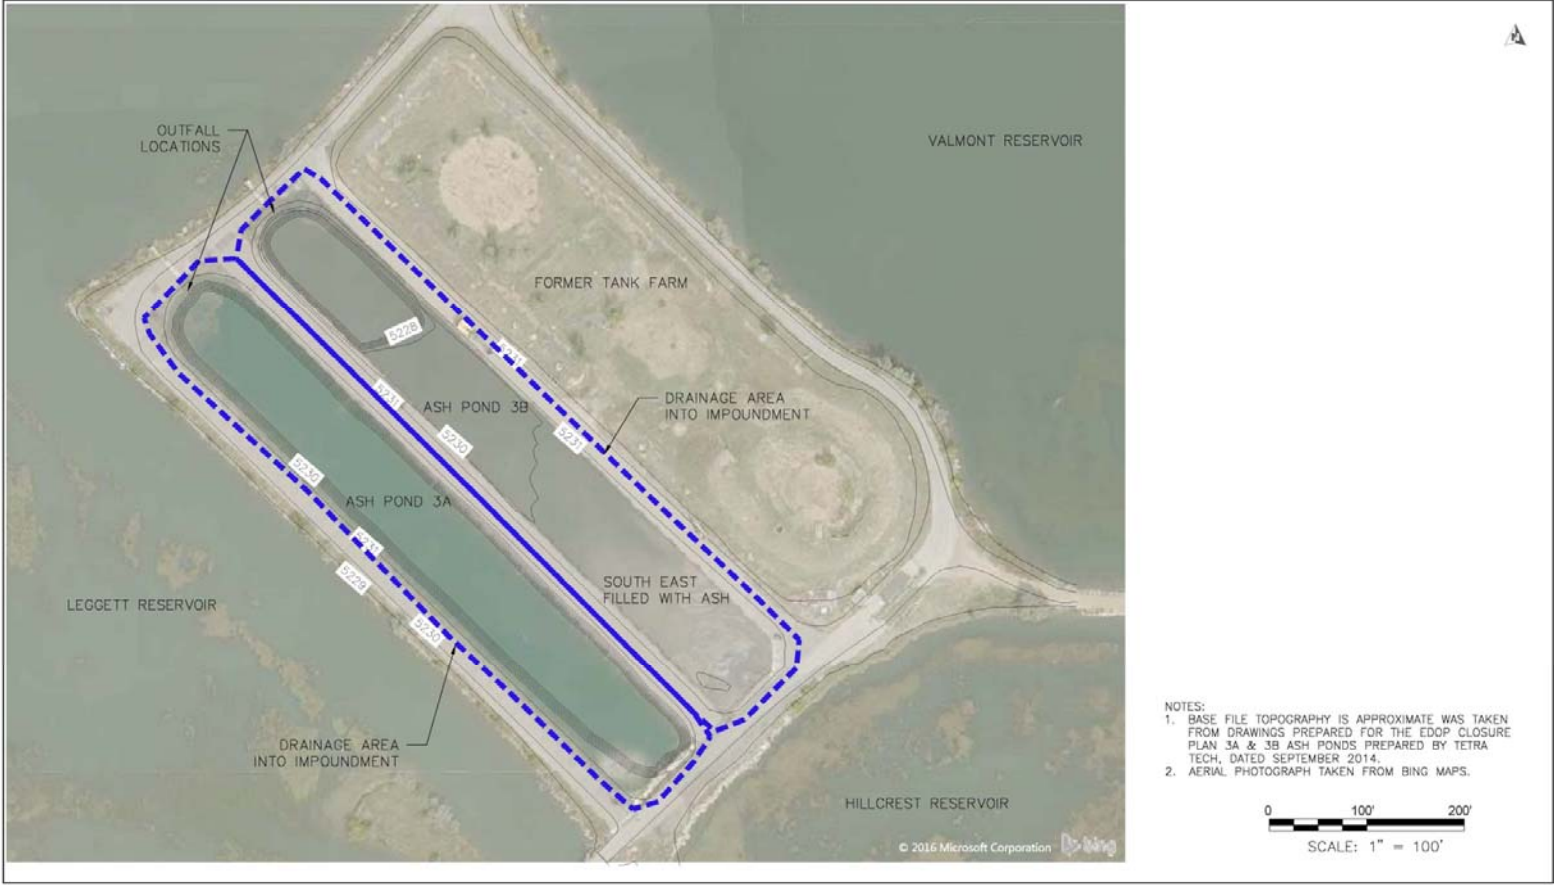 OUTFALL
LOCATIONS
VALMONT RESERVOIR
FORMER TANK FARM
5228
5231
5231
ASH POND 3B
DRAINAGE AREA
INTO IMPOUNDMENT
5230
5231
5230
ASH POND 3A
5231
5229
SOUTH EAST
FILLED WITH ASH
LEGGETT RESERVOIR
5230
DRAINAGE AREA
INTO IMPOUNDMENT
HILLCREST RESERVOIR
© 2016 Microsoft Corporation
bing
NOTES:
1. BASE FILE TOPOGRAPHY IS APPROXIMATE WAS TAKEN
FROM DRAWINGS PREPARED FOR THE EDOP CLOSURE
PLAN 3A & 3B ASH PONDS PREPARED BY TETRA
TECH, DATED SEPTEMBER 2014.
2. AERIAL PHOTOGRAPH TAKEN FROM BING MAPS.
0 100' 200'
SCALE: 1" = 100'